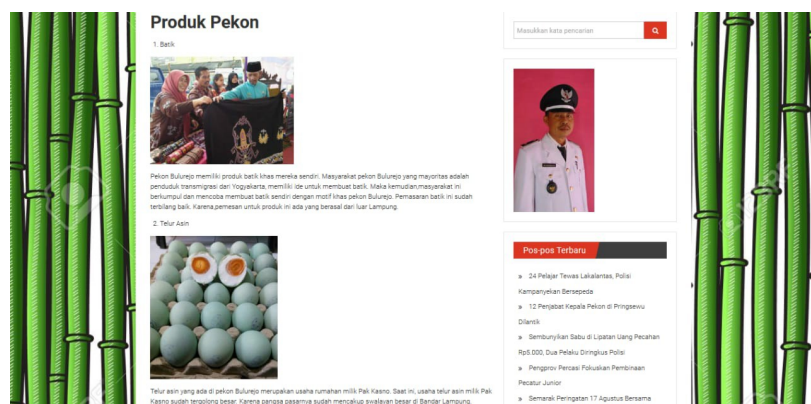 Produk Pekon
Masukkan kata pencarian
1. Batik
Pekon Bulurejo memiliki produk batik khas mereka sendiri. Masyarakat pekon Bulurejo yang mayoritas adalah
penduduk transmigrasi dari Yogyakarta, memiliki ide untuk membuat batik. Maka kemudian,masyarakat ini
berkumpul dan mencoba membuat batik sendiri dengan motif khas pekon Bulurejo. Pemasaran batik ini sudah
terbilang baik. Karena,pemesan untuk produk ini ada yang berasal dari luar Lampung.
2. Telur Asin
Telur asin yang ada di pekon Bulurejo merupakan usaha rumahan milik Pak Kasno. Saat ini, usaha telur asin milik Pak
Kasno sudah tergolong besar. Karena pangsa pasarnya sudah mencakup swalayan besar di Bandar Lampung.
Pos-pos Terbaru
» 24 Pelajar Tewas Lakalantas, Polisi
Kampanyekan Bersepeda
» 12 Penjabat Kepala Pekon di Pringsewu
Dilantik
» Sembunyikan Sabu di Lipatan Uang Pecahan
Rp5.000, Dua Pelaku Diringkus Polisi
» Pengprov Percasi Fokuskan Pembinaan
Pecatur Junior
» Semarak Peringatan 17 Agustus Bersama